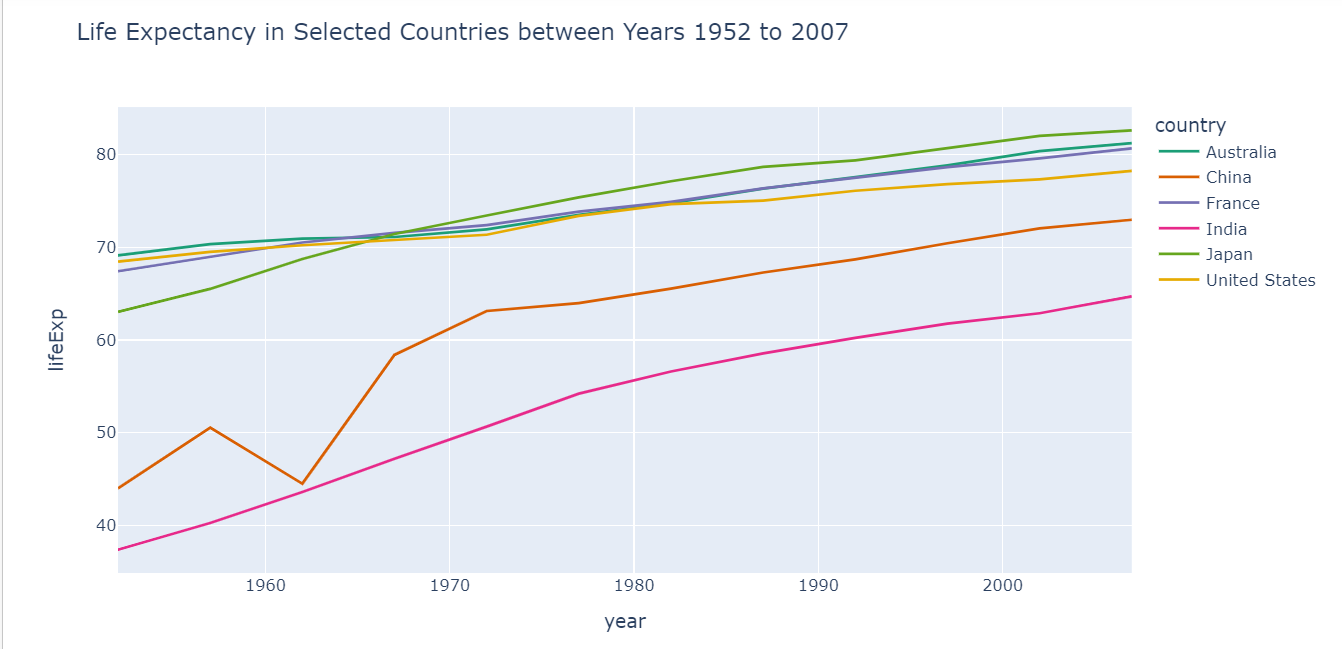 Life Expectancy in Selected Countries between Years 1952 to 2007
lifeExp
80
70
60
50
40
1960 1970 1980 1990 2000
year
country
Australia
China
France
India
Japan
United States